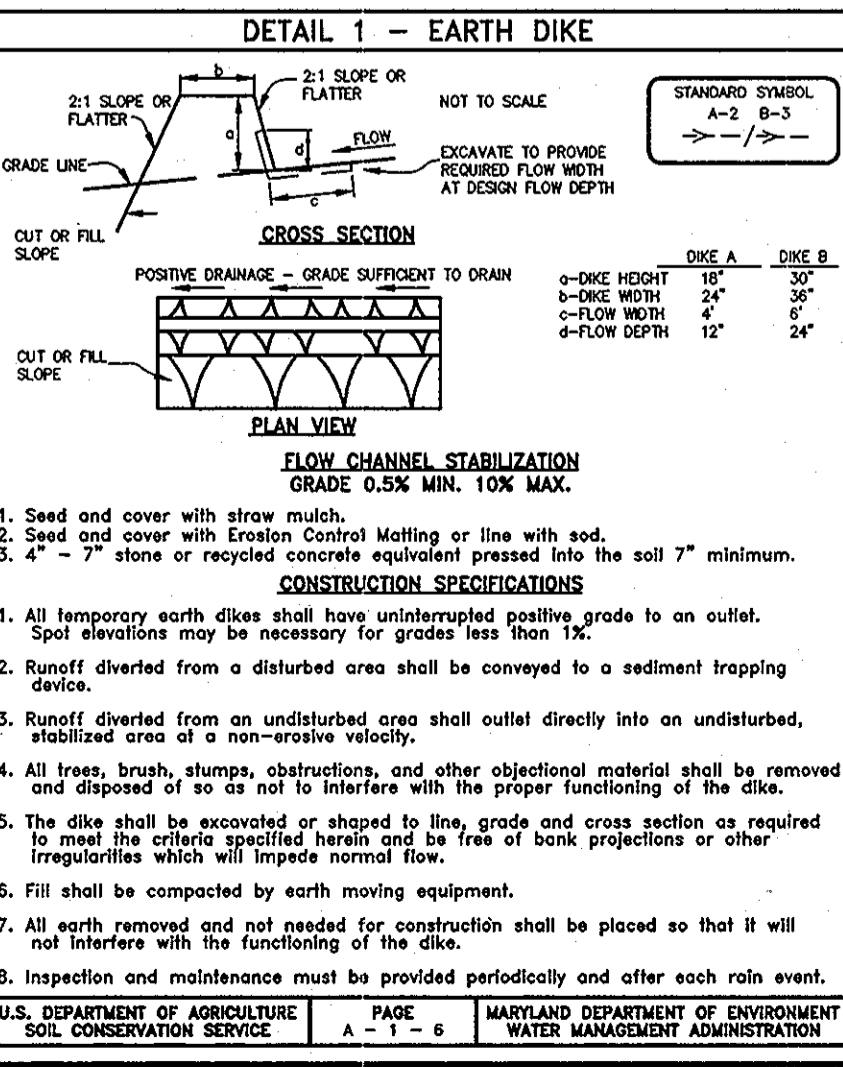 DETAIL 1 - EARTH DIKE
b
2:1 SLOPE OR
FLATTER
2:1 SLOPE OR
FLATTER
NOT TO SCALE
STANDARD SYMBOL
A-2 B-3
a
d
FLOW
GRADE LINE
EXCAVATE TO PROVIDE
REQUIRED FLOW WIDTH
AT DESIGN FLOW DEPTH
c
CUT OR FILL
SLOPE
CROSS SECTION
DIKE A DIKE B
a-DIKE HEIGHT 18" 30"
b-DIKE WIDTH 24" 36"
c-FLOW WIDTH 4' 6'
d-FLOW DEPTH 12" 24"
POSITIVE DRAINAGE - GRADE SUFFICIENT TO DRAIN
CUT OR FILL
SLOPE
PLAN VIEW
FLOW CHANNEL STABILIZATION
GRADE 0.5% MIN. 10% MAX.
1. Seed and cover with straw mulch.
2. Seed and cover with Erosion Control Matting or line with sod.
3. 4" - 7" stone or recycled concrete equivalent pressed into the soil 7" minimum.
CONSTRUCTION SPECIFICATIONS
1. All temporary earth dikes shall have uninterrupted positive grade to an outlet.
Spot elevations may be necessary for grades less than 1%.
2. Runoff diverted from a disturbed area shall be conveyed to a sediment trapping
device.
3. Runoff diverted from an undisturbed area shall outlet directly into an undisturbed,
stabilized area at a non-erosive velocity.
4. All trees, brush, stumps, obstructions, and other objectional material shall be removed
and disposed of so as not to interfere with the proper functioning of the dike.
5. The dike shall be excavated or shaped to line, grade and cross section as required
to meet the criteria specified herein and be free of bank projections or other
irregularities which will impede normal flow.
6. Fill shall be compacted by earth moving equipment.
7. All earth removed and not needed for construction shall be placed so that it will
not interfere with the functioning of the dike.
8. Inspection and maintenance must be provided periodically and after each rain event.
U.S. DEPARTMENT OF AGRICULTURE
SOIL CONSERVATION SERVICE
PAGE
A - 1 - 6
MARYLAND DEPARTMENT OF ENVIRONMENT
WATER MANAGEMENT ADMINISTRATION